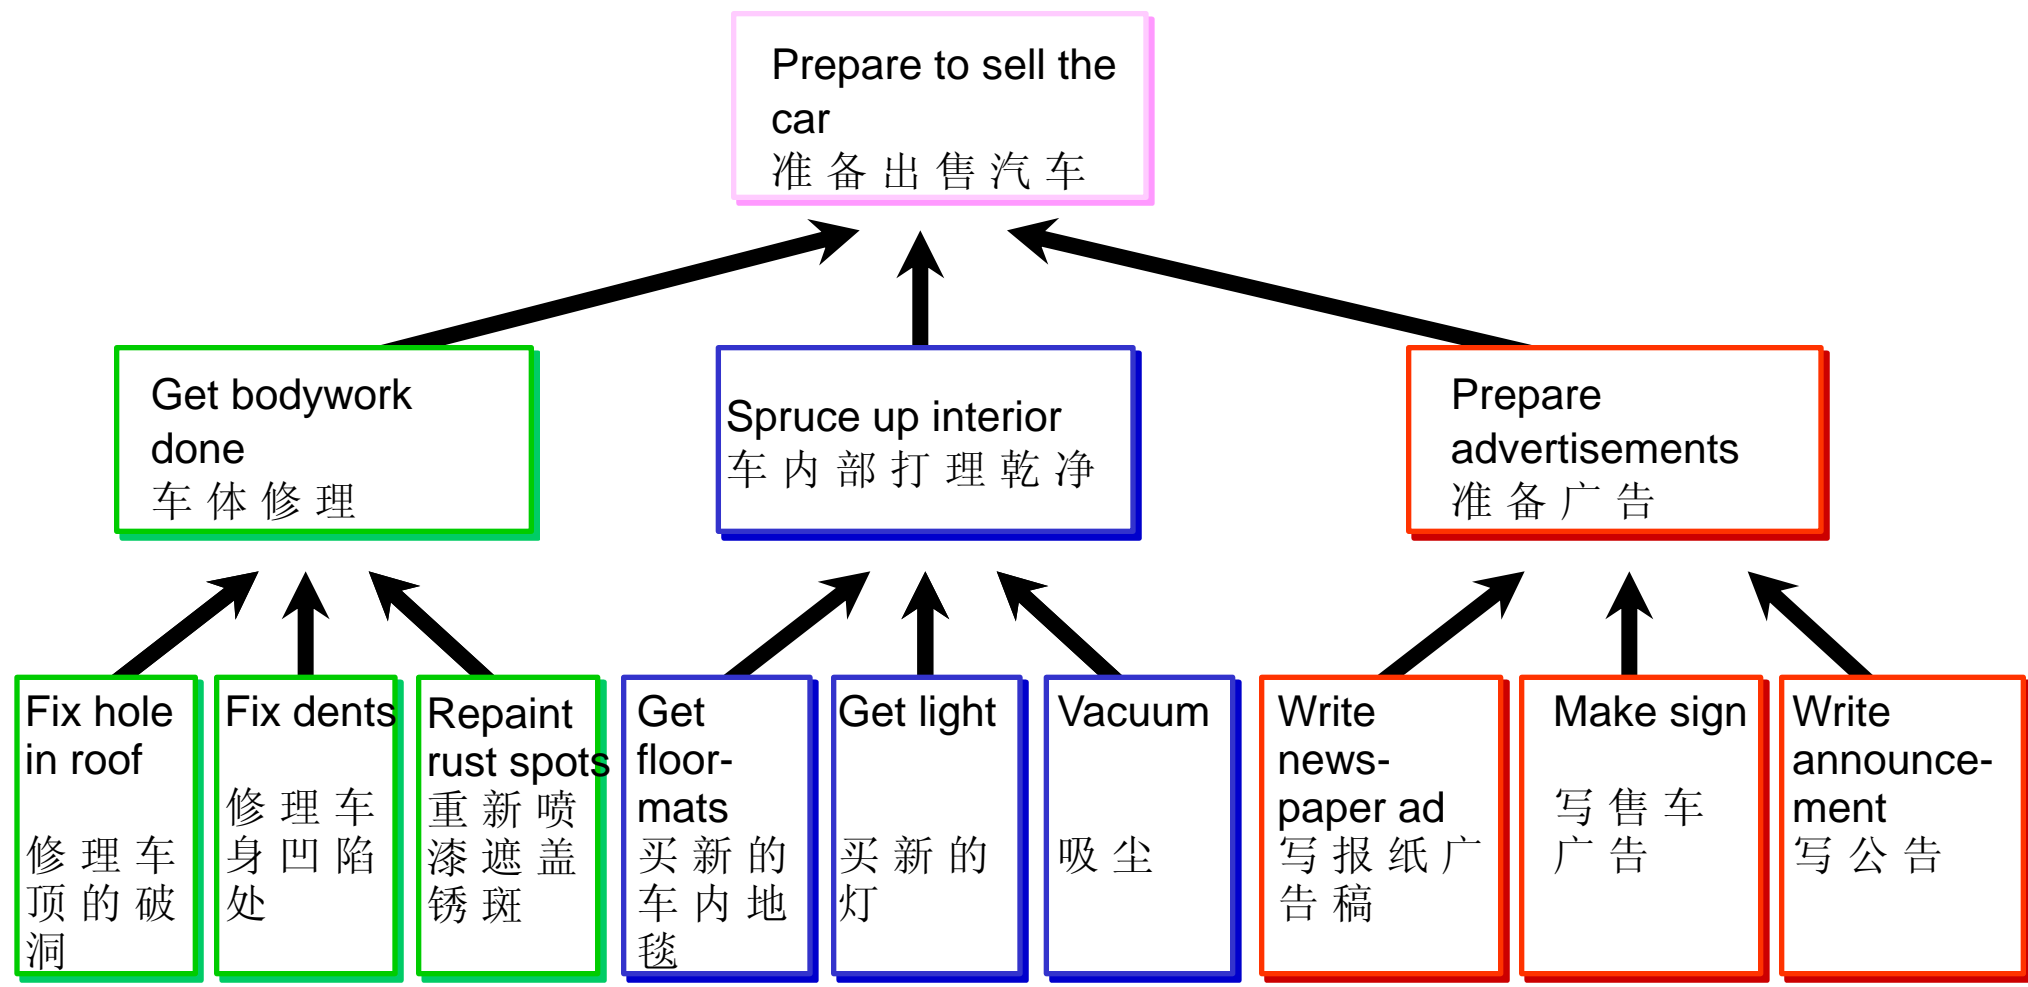 Prepare to sell the
car
准备出售汽车
Get bodywork
done
车体修理
Spruce up interior
车内部打理乾净
Prepare
advertisements
准备广告
Fix hole
in roof
修理车
顶的破
洞
Fix dents
修理车
身凹陷
处
Repaint
rust spots
重新喷
漆遮盖
锈斑
Get
floor-
mats
买新的
车内地
毯
Get light
买新的
灯
Vacuum
吸尘
Write
news-
paper ad
写报纸广
告稿
Make sign
写售车
广告
Write
announce-
ment
写公告